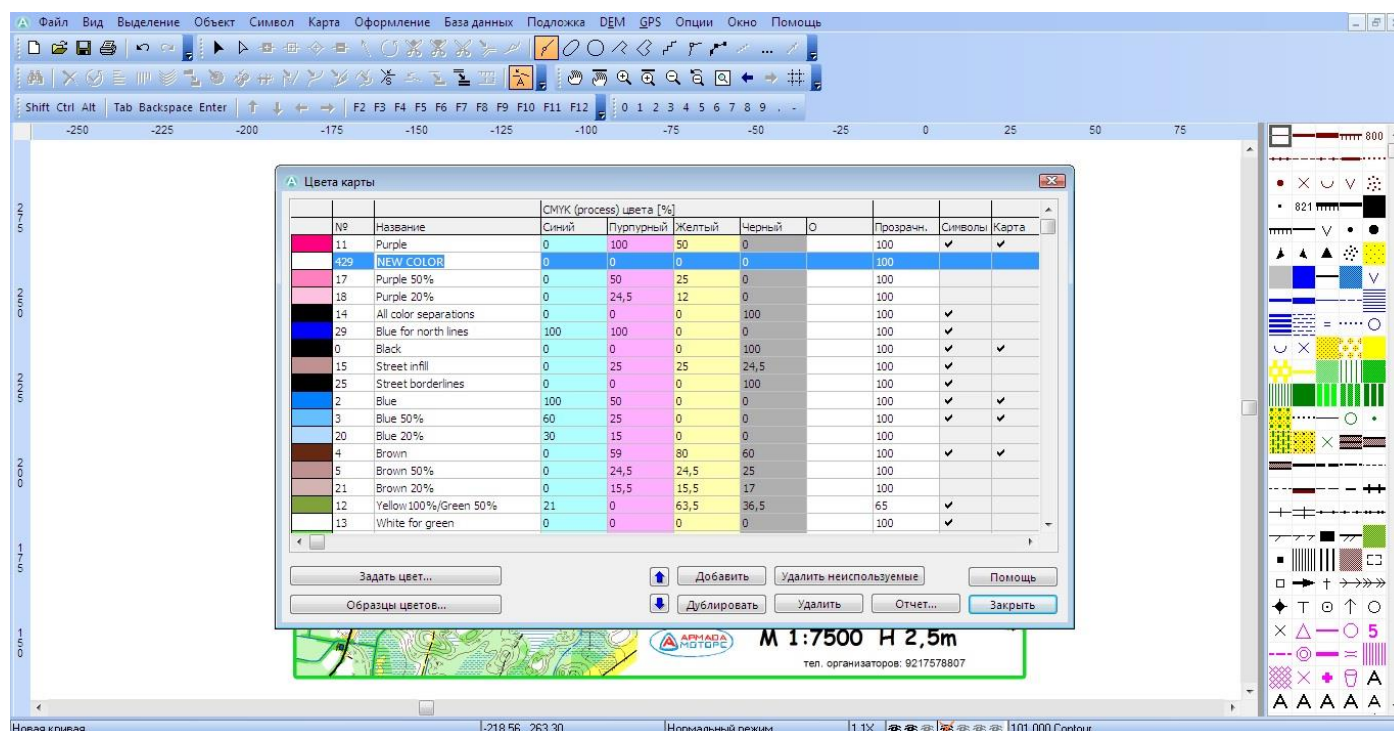 Файл Вид Выделение Объект Символ Карта Оформление База данных Подложка DEM GPS Опции Окно Помощь
Shift Ctrl Alt Tab Backspace Enter F2 F3 F4 F5 F6 F7 F8 F9 F10 F11 F12 0 1 2 3 4 5 6 7 8 9 . -
-250 -225 -200 -175 -150 -125 -100 -75 -50 -25 0 25 50 75
800
821
275
250
225
200
175
150
Цвета карты
CMYK (process) цвета [%]
№ Название Синий Пурпурный Желтый Черный O Прозрачн. Символы Карта
11 Purple 0 100 50 0 100
429 NEW COLOR 0 0 0 0 100
17 Purple 50% 0 50 25 0 100
18 Purple 20% 0 24,5 12 0 100
14 All color separations 0 0 0 100 100
29 Blue for north lines 100 100 0 0 100
0 Black 0 0 0 100 100
15 Street infill 0 25 25 24,5 100
25 Street borderlines 0 0 0 100 100
2 Blue 100 50 0 0 100
3 Blue 50% 60 25 0 0 100
20 Blue 20% 30 15 0 0 100
4 Brown 0 59 80 60 100
5 Brown 50% 0 24,5 24,5 25 100
21 Brown 20% 0 15,5 15,5 17 100
12 Yellow100%/Green 50% 21 0 63,5 36,5 65
13 White for green 0 0 0 0 100
Задать цвет... Добавить Удалить неиспользуемые Помощь
Образцы цветов... Дублировать Удалить Отчет... Закрыть
АРМАДА
МОТОРС
М 1:7500 Н 2,5m
тел. организаторов: 9217578807
5
A
A A A A A
Новая кривая -218.56, 263.30 Нормальный режим 1.1X 101.000 Contour